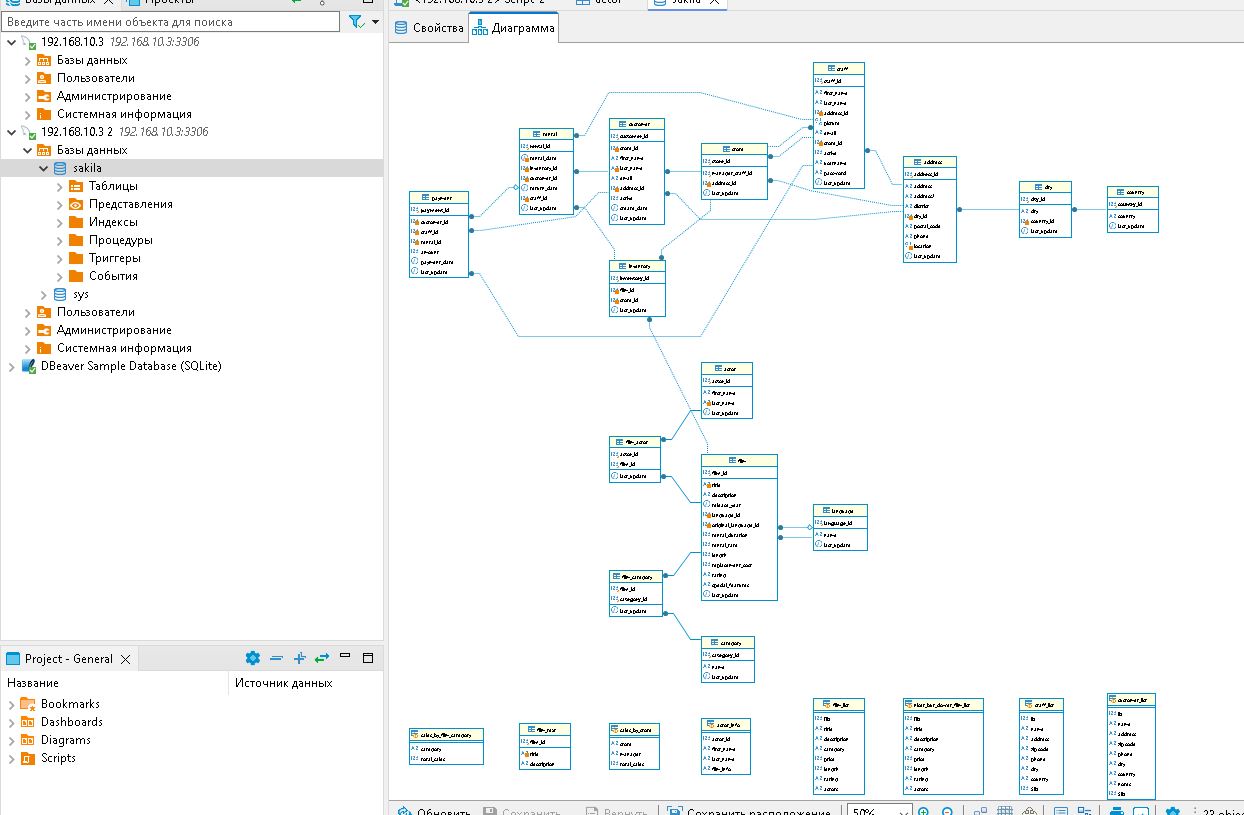 Базы данных
Проекты
<192.168.10.3 2> Script-2
actor
sakila
Введите часть имени объекта для поиска
Свойства
Диаграмма
192.168.10.3 192.168.10.3:3306
Базы данных
Пользователи
Администрирование
Системная информация
192.168.10.3 2 192.168.10.3:3306
Базы данных
sakila
Таблицы
Представления
Индексы
Процедуры
Триггеры
События
sys
Пользователи
Администрирование
Системная информация
DBeaver Sample Database (SQLite)
Project - General
Название
Источник данных
Bookmarks
Dashboards
Diagrams
Scripts
payment
payment_id
customer_id
staff_id
rental_id
amount
payment_date
last_update
rental
rental_id
rental_date
inventory_id
customer_id
return_date
staff_id
last_update
customer
customer_id
store_id
first_name
last_name
email
address_id
active
create_date
last_update
store
store_id
manager_staff_id
address_id
last_update
staff
staff_id
first_name
last_name
address_id
picture
email
store_id
active
username
password
last_update
address
address_id
address
address2
district
city_id
postal_code
phone
location
last_update
city
city_id
city
country_id
last_update
country
country_id
country
last_update
inventory
inventory_id
film_id
store_id
last_update
actor
actor_id
first_name
last_name
last_update
film_actor
actor_id
film_id
last_update
film
film_id
title
description
release_year
language_id
original_language_id
rental_duration
rental_rate
length
replacement_cost
rating
special_features
last_update
language
language_id
name
last_update
film_category
film_id
category_id
last_update
category
category_id
name
last_update
sales_by_film_category
category
total_sales
film_text
film_id
title
description
sales_by_store
store
manager
total_sales
actor_info
actor_id
first_name
last_name
film_info
film_list
FID
title
description
category
price
length
rating
actors
nicer_but_slower_film_list
FID
title
description
category
price
length
rating
actors
staff_list
ID
name
address
zip code
phone
city
country
SID
customer_list
ID
name
address
zip code
phone
city
country
notes
SID
Обновить
Сохранить
Вернуть
Сохранить расположение
50%